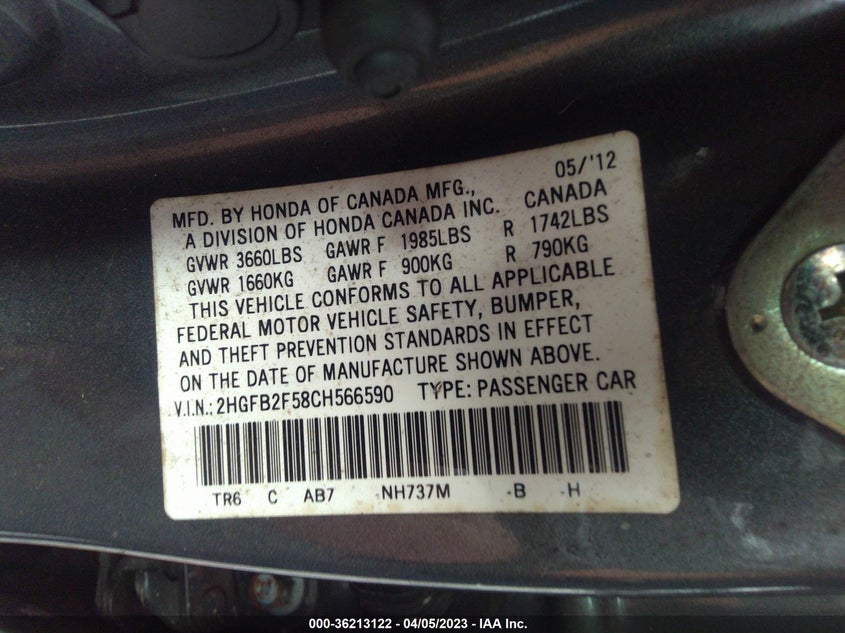 05/'12
MFD. BY HONDA OF CANADA MFG.,
A DIVISION OF HONDA CANADA INC. CANADA
GVWR 3660LBS GAWR F 1985LBS R 1742LBS
GVWR 1660KG GAWR F 900KG R 790KG
THIS VEHICLE CONFORMS TO ALL APPLICABLE
FEDERAL MOTOR VEHICLE SAFETY, BUMPER,
AND THEFT PREVENTION STANDARDS IN EFFECT
ON THE DATE OF MANUFACTURE SHOWN ABOVE.
V.I.N.: 2HGFB2F58CH566590 TYPE: PASSENGER CAR
TR6 C AB7 NH737M B H
000-36213122 - 04/05/2023 - IAA Inc.